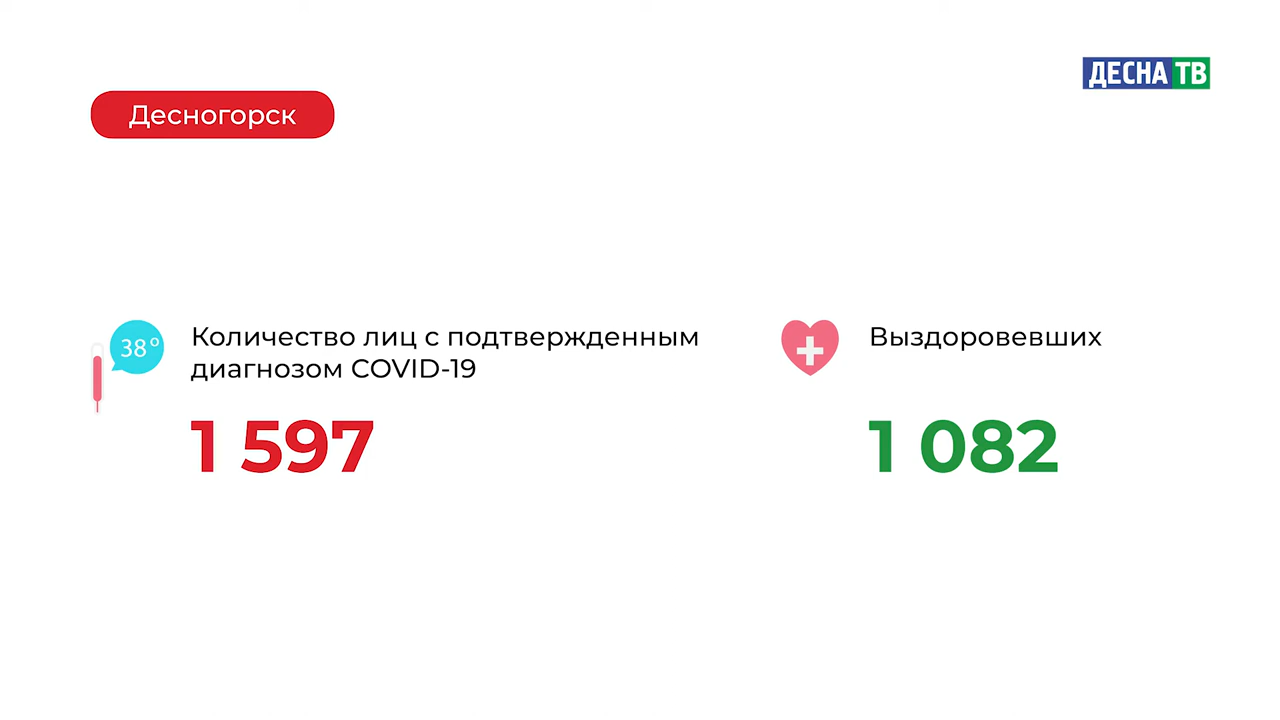 ДЕСНА ТВ
Десногорск
38°
Количество лиц с подтвержденным
диагнозом COVID-19
1 597
Выздоровевших
1 082